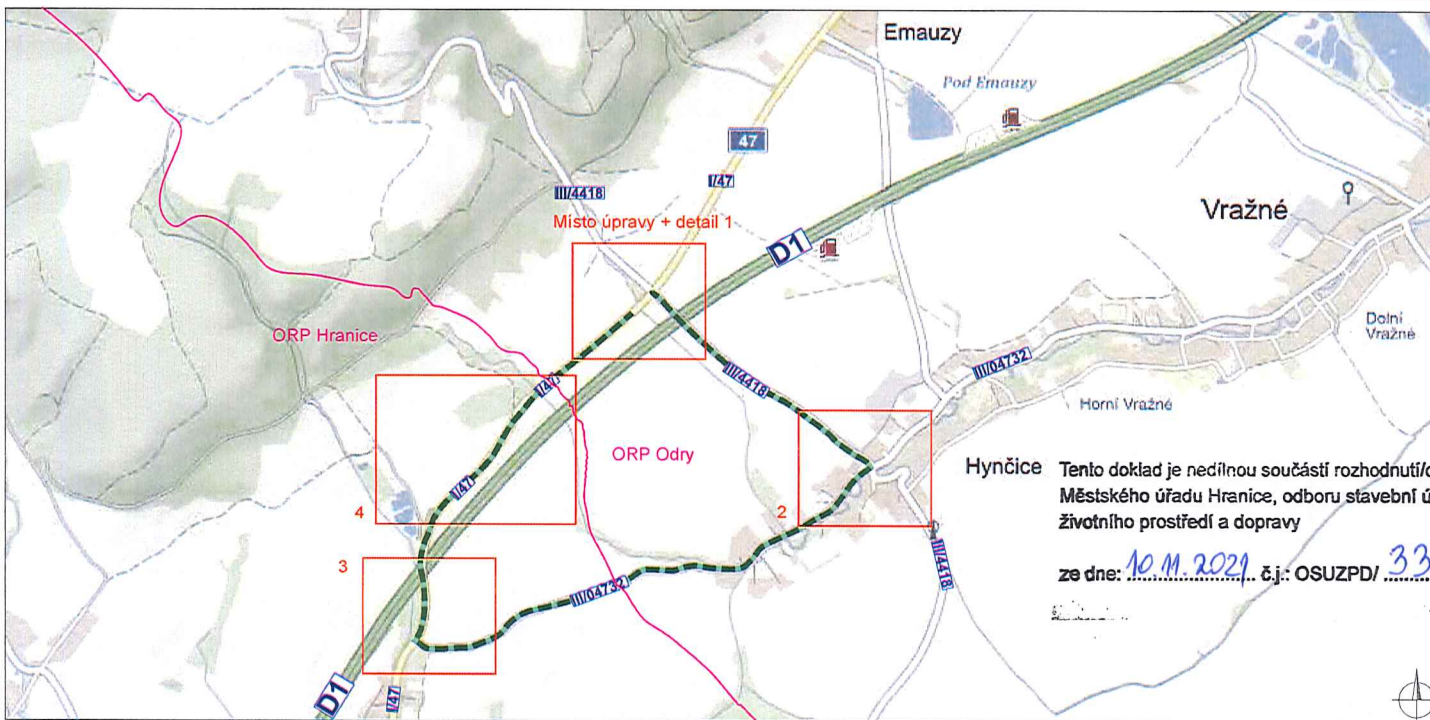 Emauzy
Pod Emauzy
47
I/47
III/4418
Místo úpravy + detail 1
D1
Vražné
ORP Hranice
Dolní
Vražné
III/04732
I/47
III/4418
Horní Vražné
ORP Odry
Hynčice
Tento doklad je nedílnou součástí rozhodnutí/o
Městského úřadu Hranice, odboru stavební ú
životního prostředí a dopravy
ze dne: 10.11.2021 č.j.: OSUZPD/ 33
I/47
4
2
3
III/4418
II/04732
I/47
D1